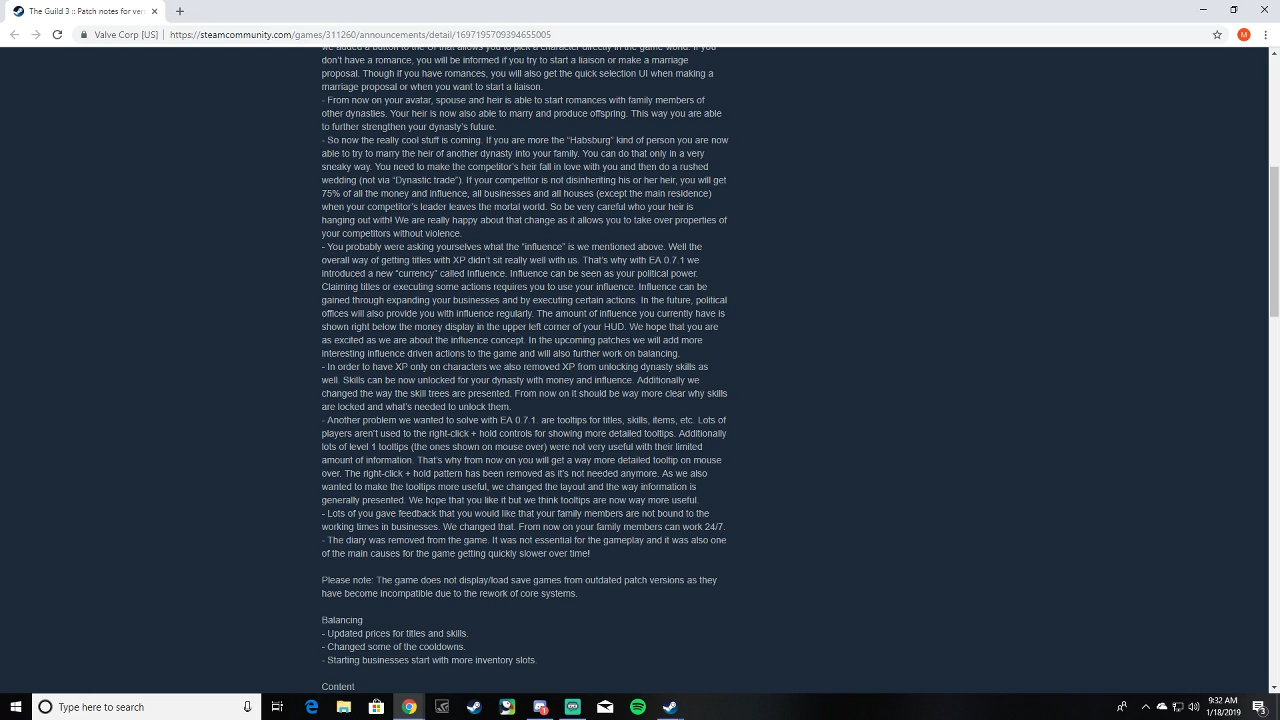 The Guild 3 :: Patch notes for ver
Valve Corp [US] | https://steamcommunity.com/games/311260/announcements/detail/1697195709394655005
M
we added a button to the UI that allows you to pick a character directly in the game world. If you
don't have a romance, you will be informed if you try to start a liaison or make a marriage
proposal. Though if you have romances, you will also get the quick selection UI when making a
marriage proposal or when you want to start a liaison.
- From now on your avatar, spouse and heir is able to start romances with family members of
other dynasties. Your heir is now also able to marry and produce offspring. This way you are able
to further strengthen your dynasty's future.
- So now the really cool stuff is coming. If you are more the “Habsburg” kind of person you are now
able to try to marry the heir of another dynasty into your family. You can do that only in a very
sneaky way. You need to make the competitor's heir fall in love with you and then do a rushed
wedding (not via “Dynastic trade”). If your competitor is not disinheriting his or her heir, you will get
75% of all the money and influence, all businesses and all houses (except the main residence)
when your competitor's leader leaves the mortal world. So be very careful who your heir is
hanging out with! We are really happy about that change as it allows you to take over properties of
your competitors without violence.
- You probably were asking yourselves what the “influence” is we mentioned above. Well the
overall way of getting titles with XP didn't sit really well with us. That's why with EA 0.7.1 we
introduced a new “currency” called Influence. Influence can be seen as your political power.
Claiming titles or executing some actions requires you to use your influence. Influence can be
gained through expanding your businesses and by executing certain actions. In the future, political
offices will also provide you with influence regularly. The amount of influence you currently have is
shown right below the money display in the upper left corner of your HUD. We hope that you are
as excited as we are about the influence concept. In the upcoming patches we will add more
interesting influence driven actions to the game and will also further work on balancing.
- In order to have XP only on characters we also removed XP from unlocking dynasty skills as
well. Skills can be now unlocked for your dynasty with money and influence. Additionally we
changed the way the skill trees are presented. From now on it should be way more clear why skills
are locked and what's needed to unlock them.
- Another problem we wanted to solve with EA 0.7.1. are tooltips for titles, skills, items, etc. Lots of
players aren't used to the right-click + hold controls for showing more detailed tooltips. Additionally
lots of level 1 tooltips (the ones shown on mouse over) were not very useful with their limited
amount of information. That's why from now on you will get a way more detailed tooltip on mouse
over. The right-click + hold pattern has been removed as it's not needed anymore. As we also
wanted to make the tooltips more useful, we changed the layout and the way information is
generally presented. We hope that you like it but we think tooltips are now way more useful.
- Lots of you gave feedback that you would like that your family members are not bound to the
working times in businesses. We changed that. From now on your family members can work 24/7.
- The diary was removed from the game. It was not essential for the gameplay and it was also one
of the main causes for the game getting quickly slower over time!
Please note: The game does not display/load save games from outdated patch versions as they
have become incompatible due to the rework of core systems.
Balancing
- Updated prices for titles and skills.
- Changed some of the cooldowns.
- Starting businesses start with more inventory slots.
Content
Type here to search
9:32 AM
1/18/2019